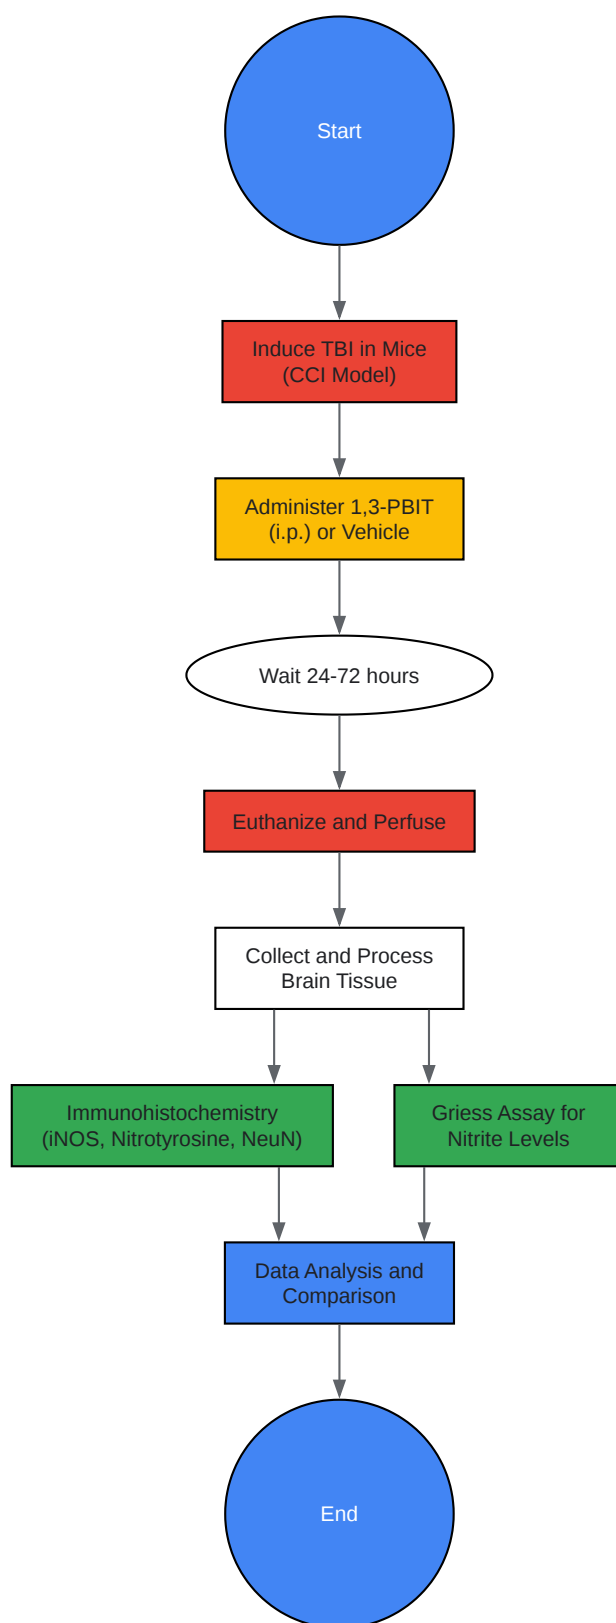 Start
Induce TBI in Mice
(CCI Model)
Administer 1,3-PBIT
(i.p.) or Vehicle
Wait 24-72 hours
Euthanize and Perfuse
Collect and Process
Brain Tissue
Immunohistochemistry
(iNOS, Nitrotyrosine, NeuN)
Griess Assay for
Nitrite Levels
Data Analysis and
Comparison
End